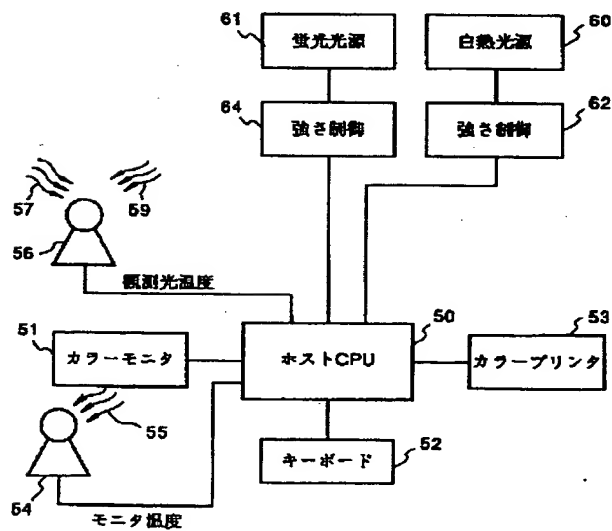 61
蛍光光源
60
白熱光源
64
強さ制御
62
強さ制御
57
59
56
観測光温度
51
カラーモニタ
50
ホストCPU
53
カラープリンタ
55
54
モニタ温度
キーボード
52